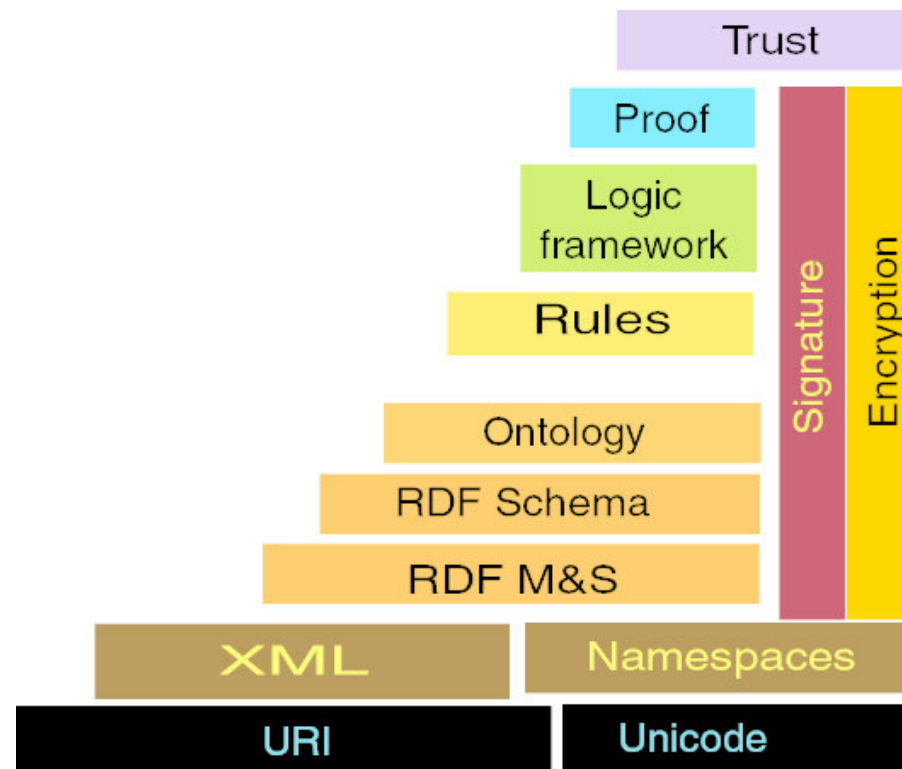 Trust
Proof
Logic
framework
Rules
Ontology
RDF Schema
RDF M&S
Signature
Encryption
XML
Namespaces
URI
Unicode